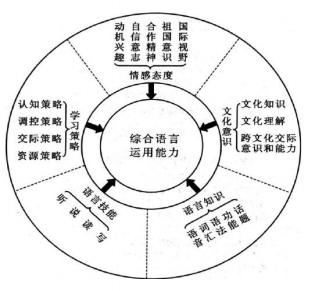 动机兴趣
自信意志
合作精神
祖国意识
国际视野
情感态度
认知策略
调控策略
交际策略
资源策略
学习策略
综合语言
运用能力
文化意识
文化知识
文化理解
跨文化交际
意识和能力
语言技能
听说读写
语言知识
语音
词汇
语法
功能
话题